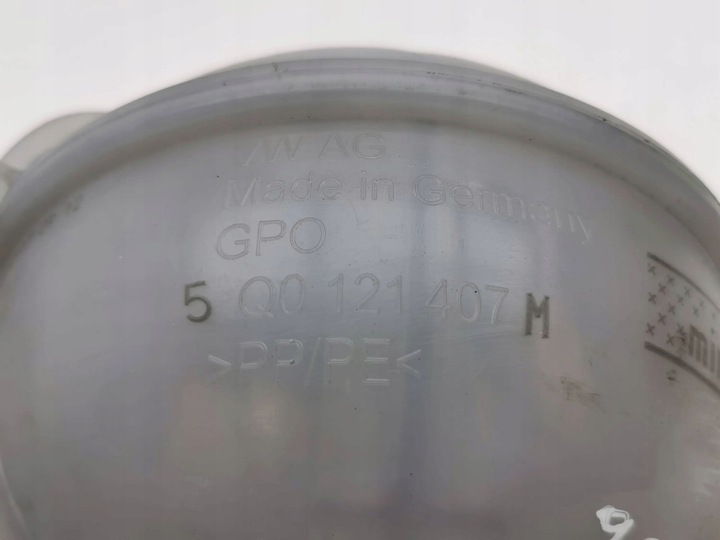 VW AG
Made in Germany
GPO
5 Q0 121 407 M
>PP/PE<